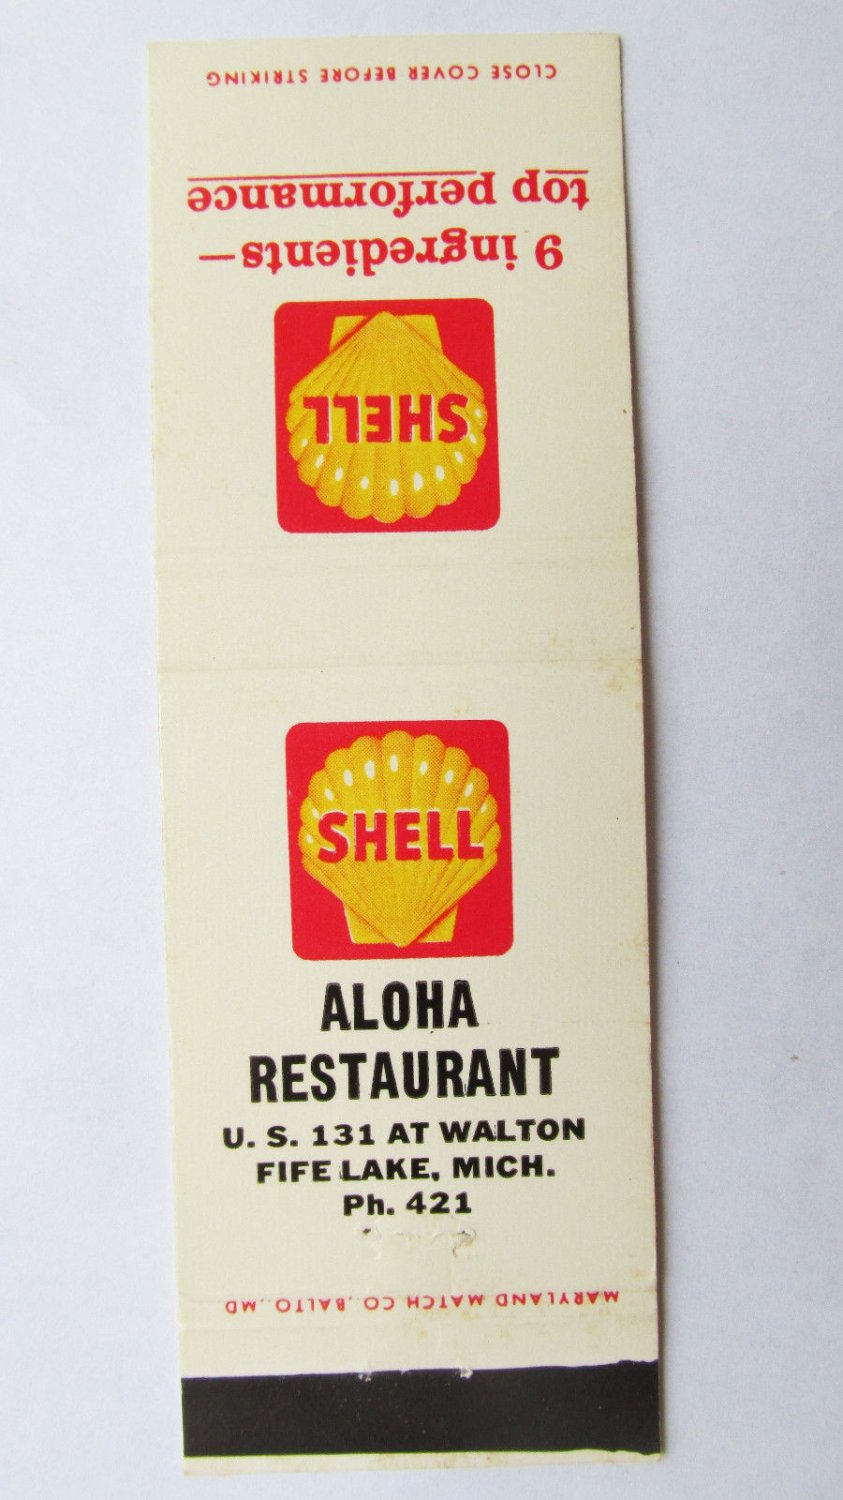 CLOSE COVER BEFORE STRIKING
9 ingredients—
top performance
SHELL
SHELL
ALOHA
RESTAURANT
U. S. 131 AT WALTON
FIFE LAKE, MICH.
Ph. 421
MARYLAND MATCH CO., BALTO., MD